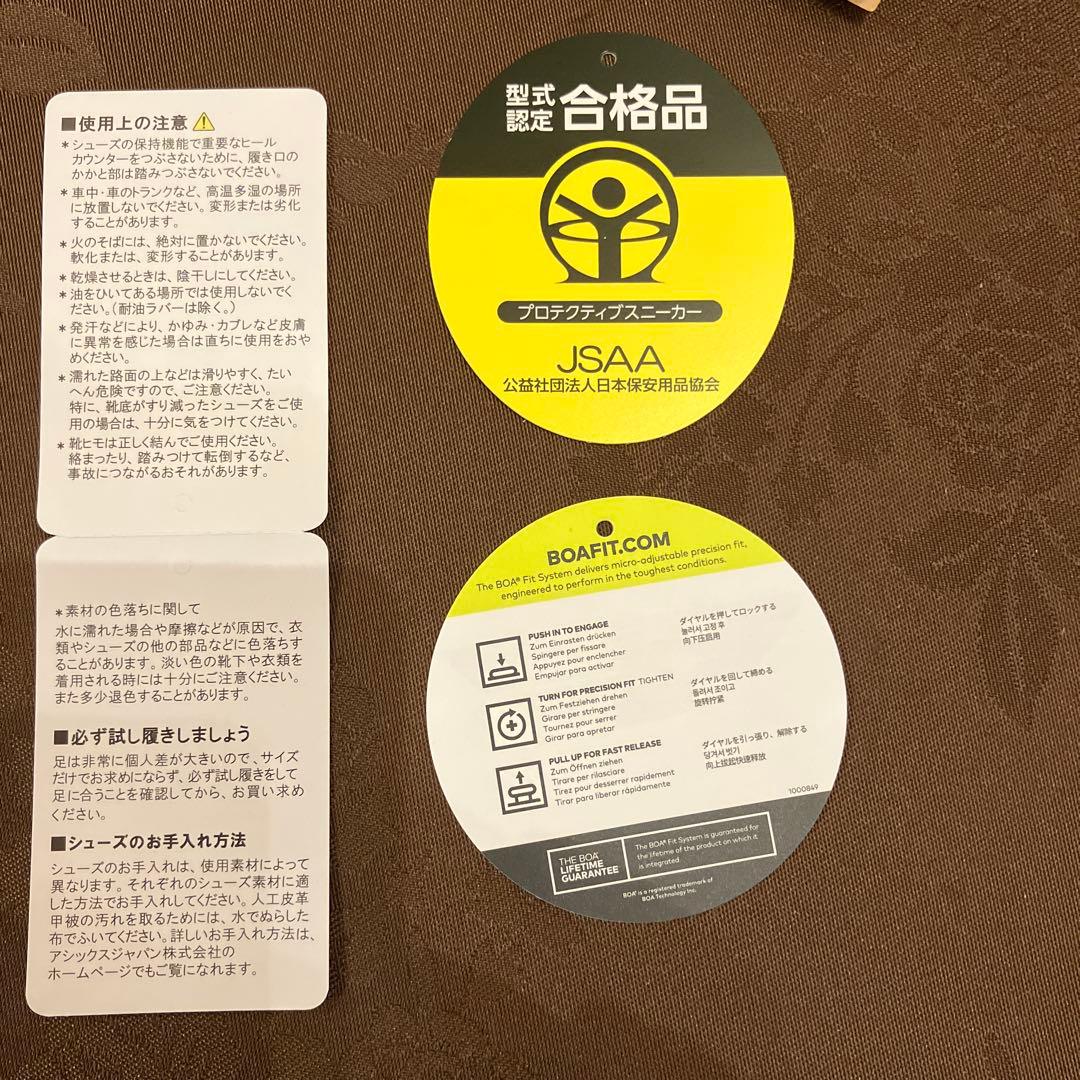 ■使用上の注意⚠
*シューズの保持機能で重要なヒール
カウンターをつぶさないために、履き口の
かかと部は踏みつぶさないでください。
*車中・車のトランクなど、高温多湿の場所
に放置しないでください。変形または劣化
することがあります。
*火のそばには、絶対に置かないでください。
軟化または、変形することがあります。
*乾燥させるときは、陰干しにしてください。
*油をひいてある場所では使用しないでく
ださい。(耐油ラバーは除く。)
*発汗などにより、かゆみ・カブレなど皮膚
に異常を感じた場合は直ちに使用をおや
めください。
*濡れた路面の上などは滑りやすく、たい
へん危険ですので、ご注意ください。
特に、靴底がすり減ったシューズをご使
用の場合は、十分に気をつけてください。
*靴ヒモは正しく結んでご使用ください。
絡まったり、踏みつけて転倒するなど、
事故につながるおそれがあります。
*素材の色落ちに関して
水に濡れた場合や摩擦などが原因で、衣
類やシューズの他の部品などに色落ちす
ることがあります。淡い色の靴下や衣類を
着用される時には十分にご注意ください。
また多少退色することがあります。
■必ず試し履きしましょう
足は非常に個人差が大きいので、サイズ
だけでお求めにならず、必ず試し履きをして
足に合うことを確認してから、お買い求め
ください。
■シューズのお手入れ方法
シューズのお手入れは、使用素材によって
異なります。それぞれのシューズ素材に適
した方法でお手入れしてください。人工皮革
甲被の汚れを取るためには、水でぬらした
布でふいてください。詳しいお手入れ方法は、
アシックスジャパン株式会社の
ホームページでもご覧になれます。
型式
認定 合格品
プロテクティブスニーカー
JSAA
公益社団法人日本保安用品協会
BOAFIT.COM
The BOA® Fit System delivers micro-adjustable precision fit,
engineered to perform in the toughest conditions.
PUSH IN TO ENGAGE
Zum Einrasten drücken
Spingere per fissare
Appuyez pour enclencher
Empujar para activar
ダイヤルを押してロックする
눌러서 고정 후
向下压启用
TURN FOR PRECISION FIT TIGHTEN
Zum Festziehen drehen
Girare per stringere
Tournez pour serrer
Girar para apretar
ダイヤルを回して締める
돌려서 조이고
旋转拧紧
PULL UP FOR FAST RELEASE
Zum Öffnen ziehen
Tirare per rilasciare
Tirez pour desserrer rapidement
Tirar para liberar rápidamente
ダイヤルを引っ張り、解除する
당겨서 벗기
向上拔起快速释放
1000849
THE BOA®
LIFETIME
GUARANTEE
The BOA® Fit System is guaranteed for
the lifetime of the product on which it
is integrated.
BOA® is a registered trademark of
BOA Technology Inc.